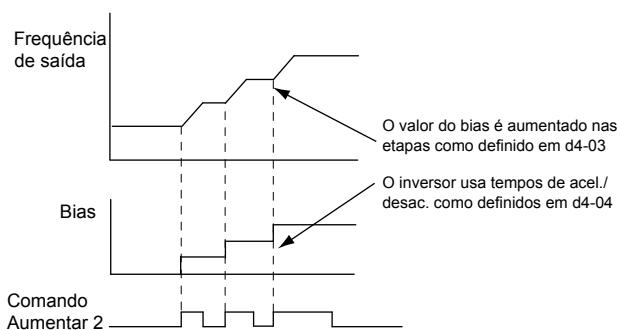 Frequência
de saída
O valor do bias é aumentado nas
etapas como definido em d4-03
O inversor usa tempos de acel./
desac. como definidos em d4-04
Bias
Comando
Aumentar 2